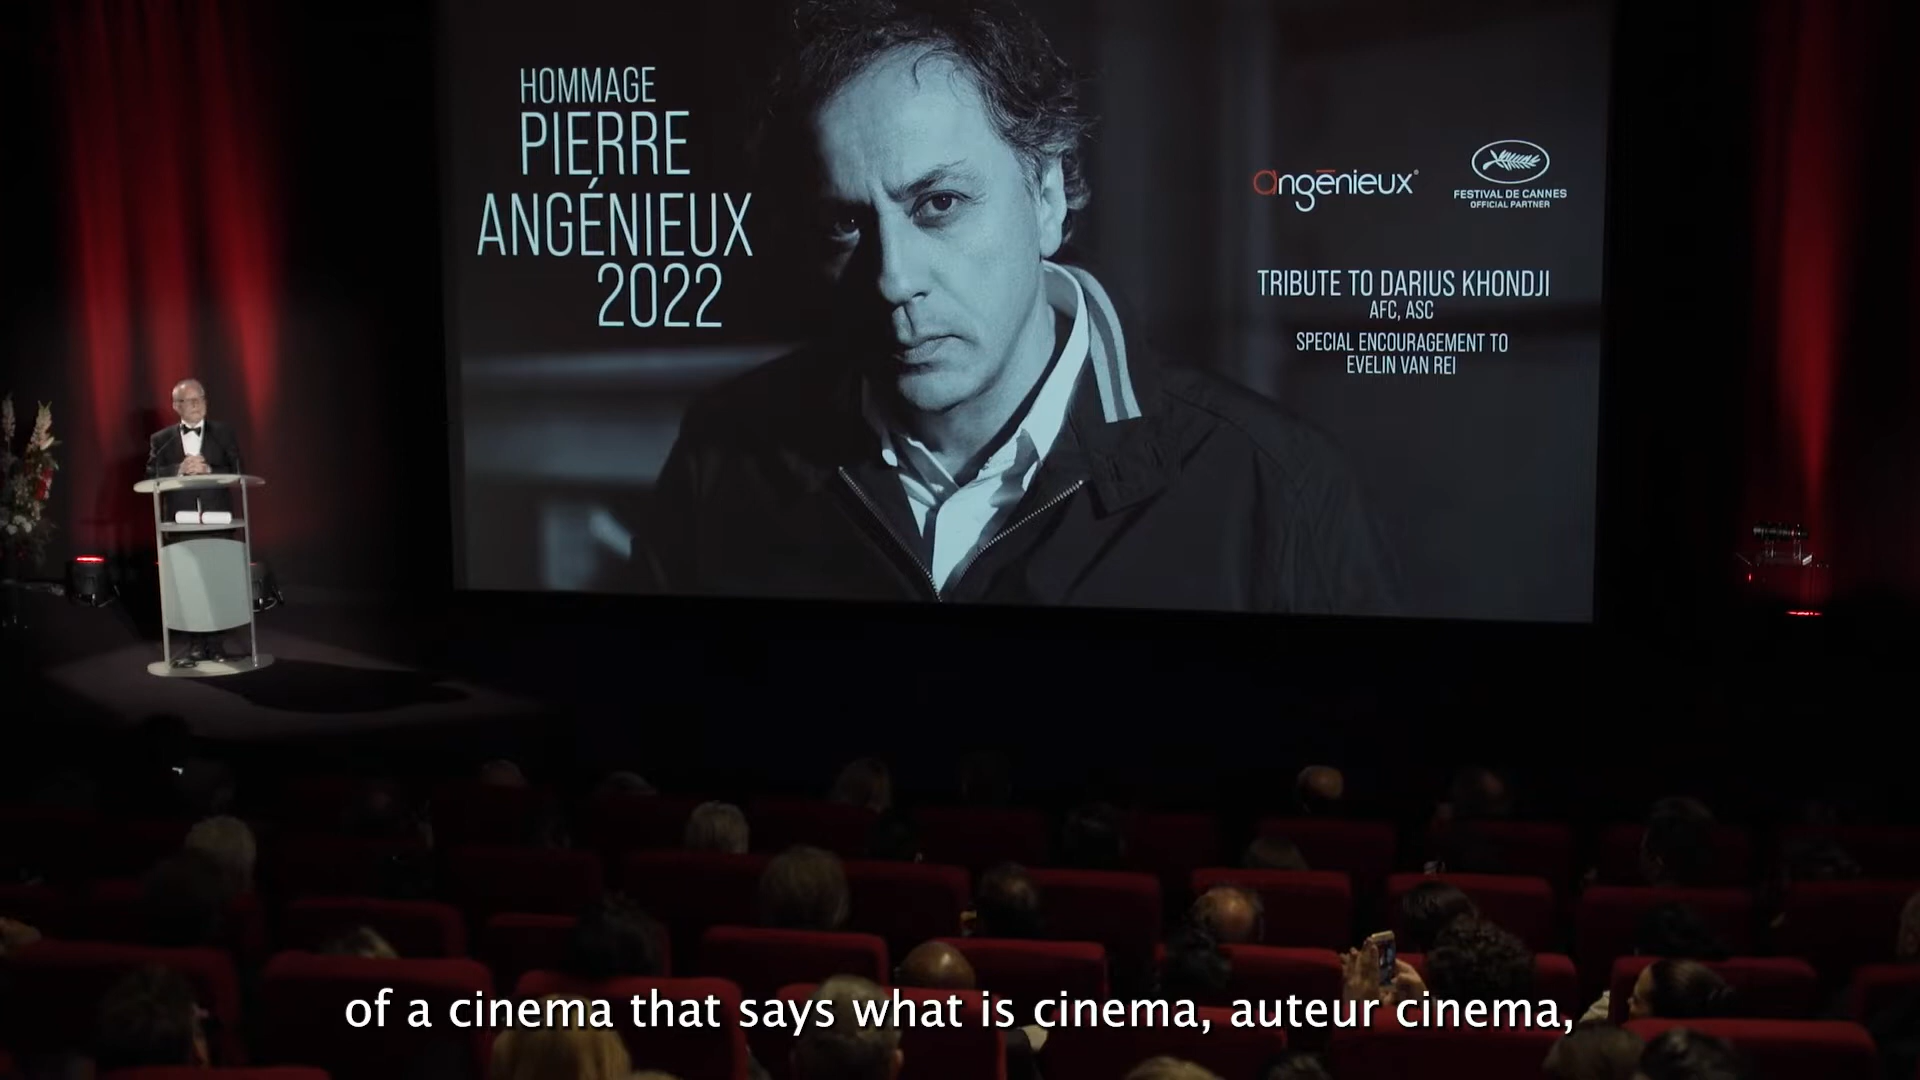 HOMMAGE
PIERRE
ANGÉNIEUX
2022
angēnieux®
FESTIVAL DE CANNES
OFFICIAL PARTNER
TRIBUTE TO DARIUS KHONDJI
AFC, ASC
SPECIAL ENCOURAGEMENT TO
EVELIN VAN REI
of a cinema that says what is cinema, auteur cinema,